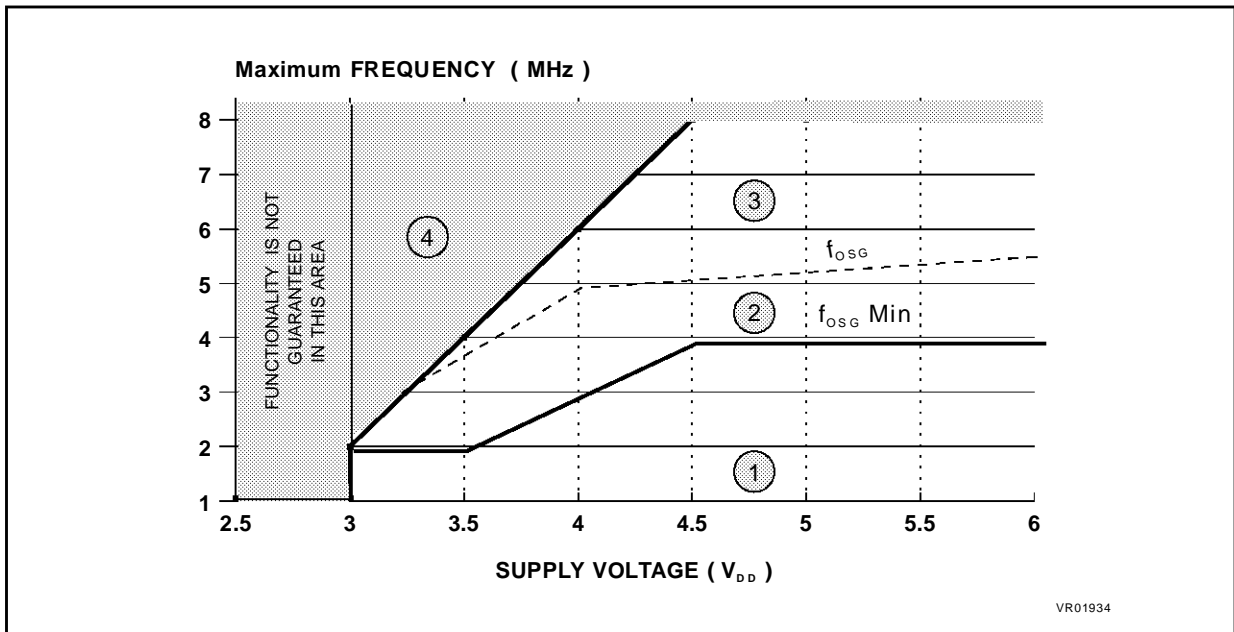 Maximum FREQUENCY ( MHz )
8
7
6
5
4
3
2
1
FUNCTIONALITY IS NOT
GUARANTEED
IN THIS AREA
4
3
fOSG
2
fOSG Min
1
2.5 3 3.5 4 4.5 5 5.5 6
SUPPLY VOLTAGE ( VDD )
VR01934